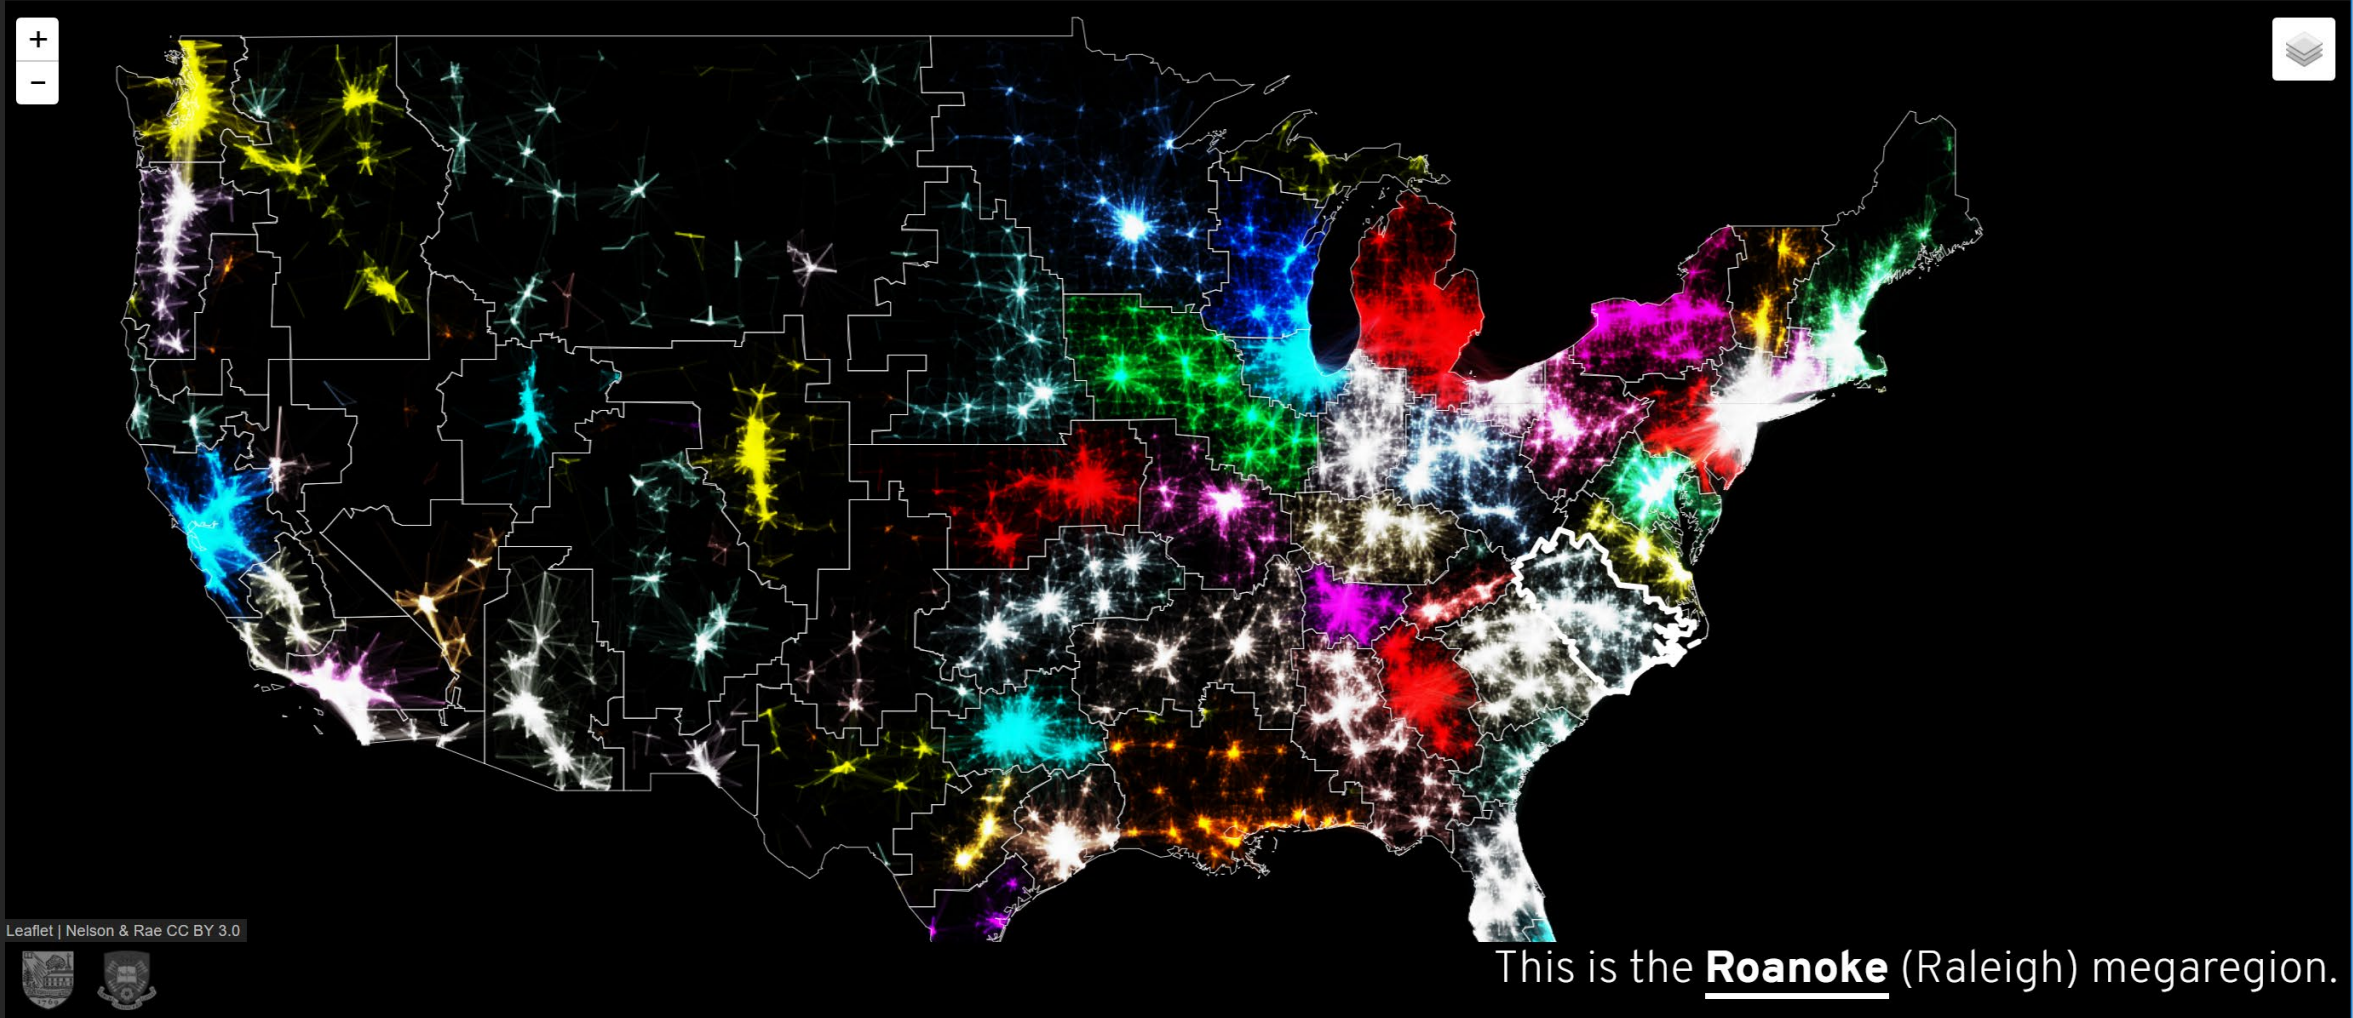 +
−
Leaflet | Nelson & Rae CC BY 3.0
This is the Roanoke (Raleigh) megaregion.